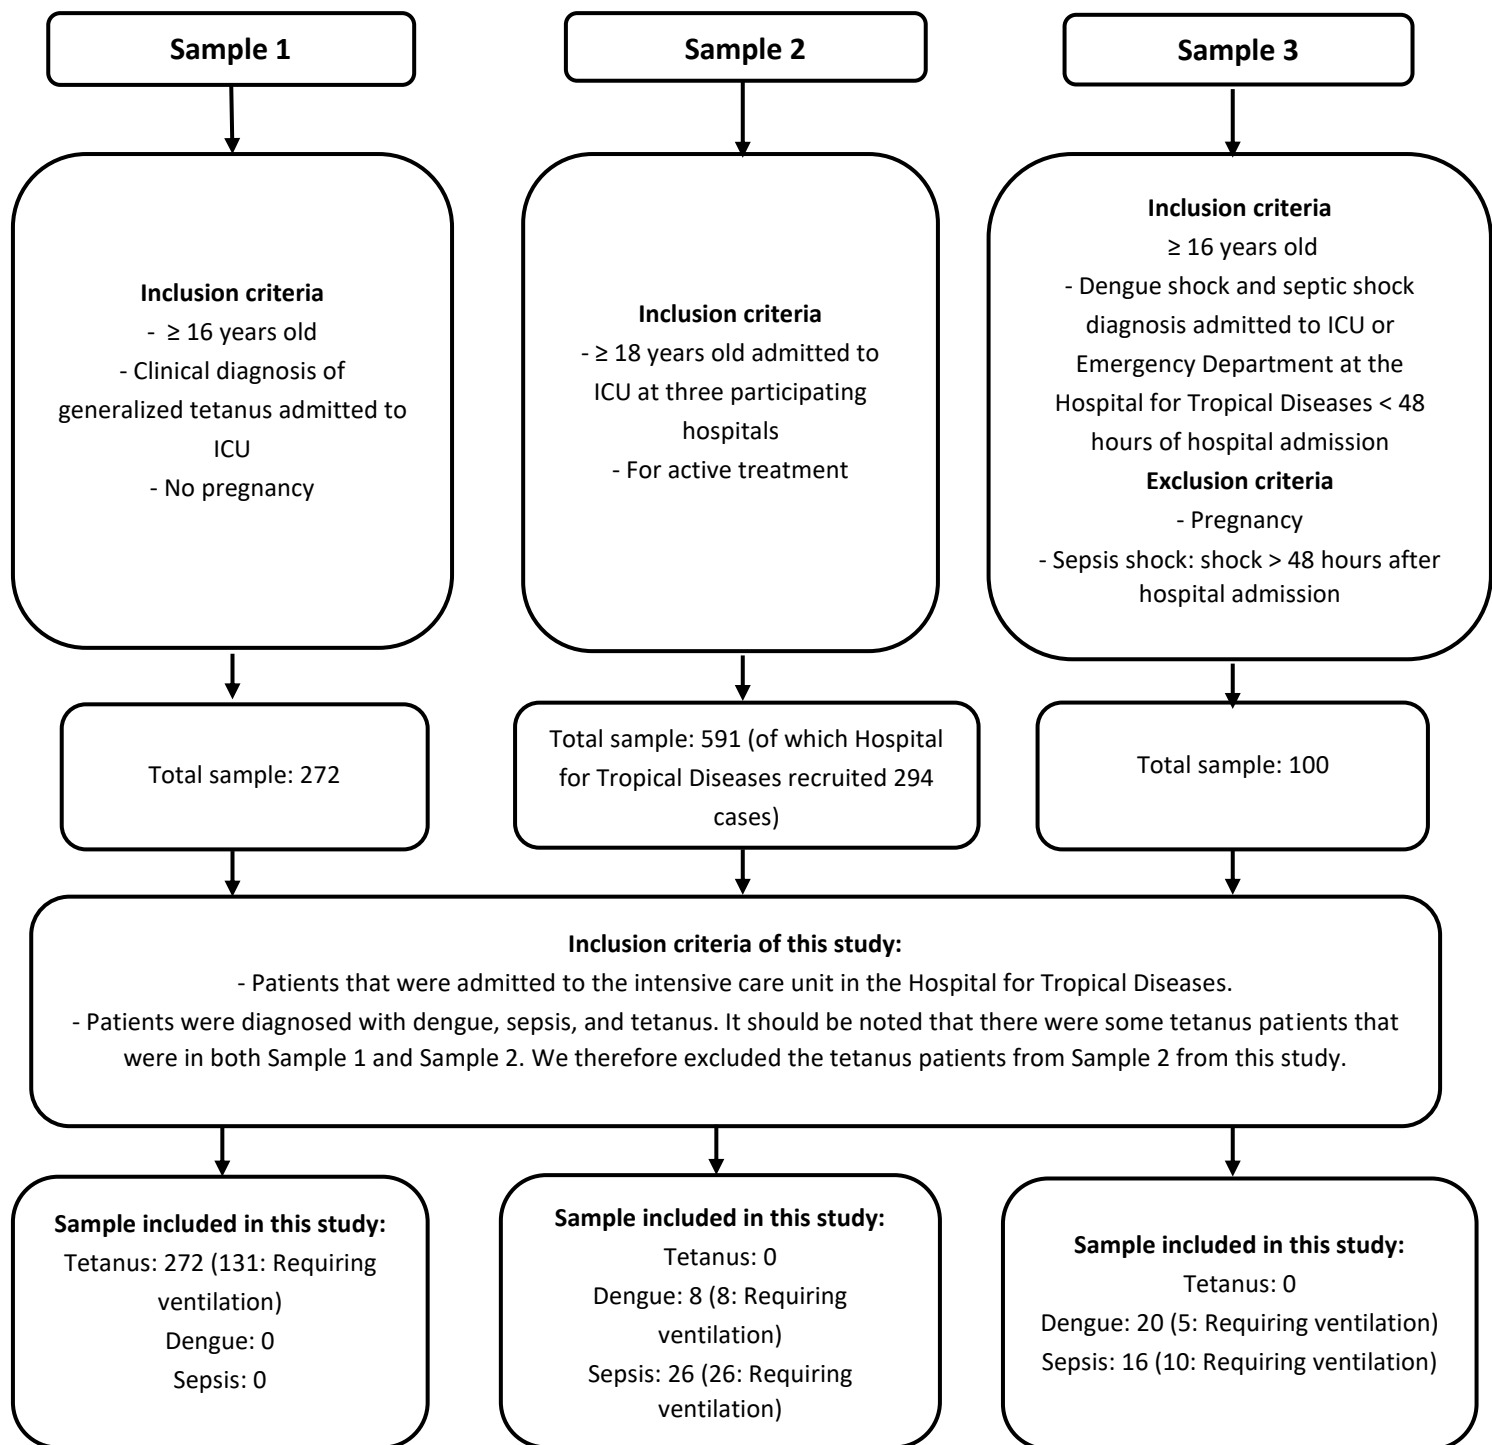 Sample 1
Sample 2
Sample 3
Inclusion criteria
- ≥ 16 years old
- Clinical diagnosis of
generalized tetanus admitted to
ICU
- No pregnancy
Inclusion criteria
- ≥ 18 years old admitted to
ICU at three participating
hospitals
- For active treatment
Inclusion criteria
≥ 16 years old
- Dengue shock and septic shock
diagnosis admitted to ICU or
Emergency Department at the
Hospital for Tropical Diseases < 48
hours of hospital admission
Exclusion criteria
- Pregnancy
- Sepsis shock: shock > 48 hours after
hospital admission
Total sample: 272
Total sample: 591 (of which Hospital
for Tropical Diseases recruited 294
cases)
Total sample: 100
Inclusion criteria of this study:
- Patients that were admitted to the intensive care unit in the Hospital for Tropical Diseases.
- Patients were diagnosed with dengue, sepsis, and tetanus. It should be noted that there were some tetanus patients that
were in both Sample 1 and Sample 2. We therefore excluded the tetanus patients from Sample 2 from this study.
Sample included in this study:
Tetanus: 272 (131: Requiring
ventilation)
Dengue: 0
Sepsis: 0
Sample included in this study:
Tetanus: 0
Dengue: 8 (8: Requiring
ventilation)
Sepsis: 26 (26: Requiring
ventilation)
Sample included in this study:
Tetanus: 0
Dengue: 20 (5: Requiring ventilation)
Sepsis: 16 (10: Requiring ventilation)